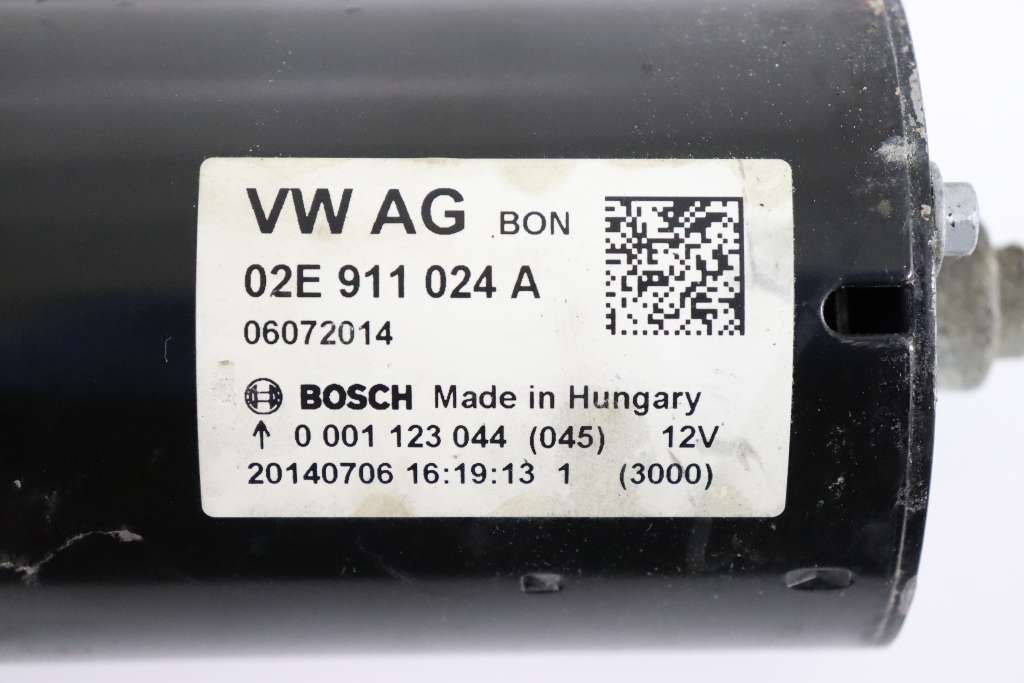 VW AG BON
02E 911 024 A
06072014
BOSCH Made in Hungary
↑ 0 001 123 044 (045) 12V
20140706 16:19:13 1 (3000)